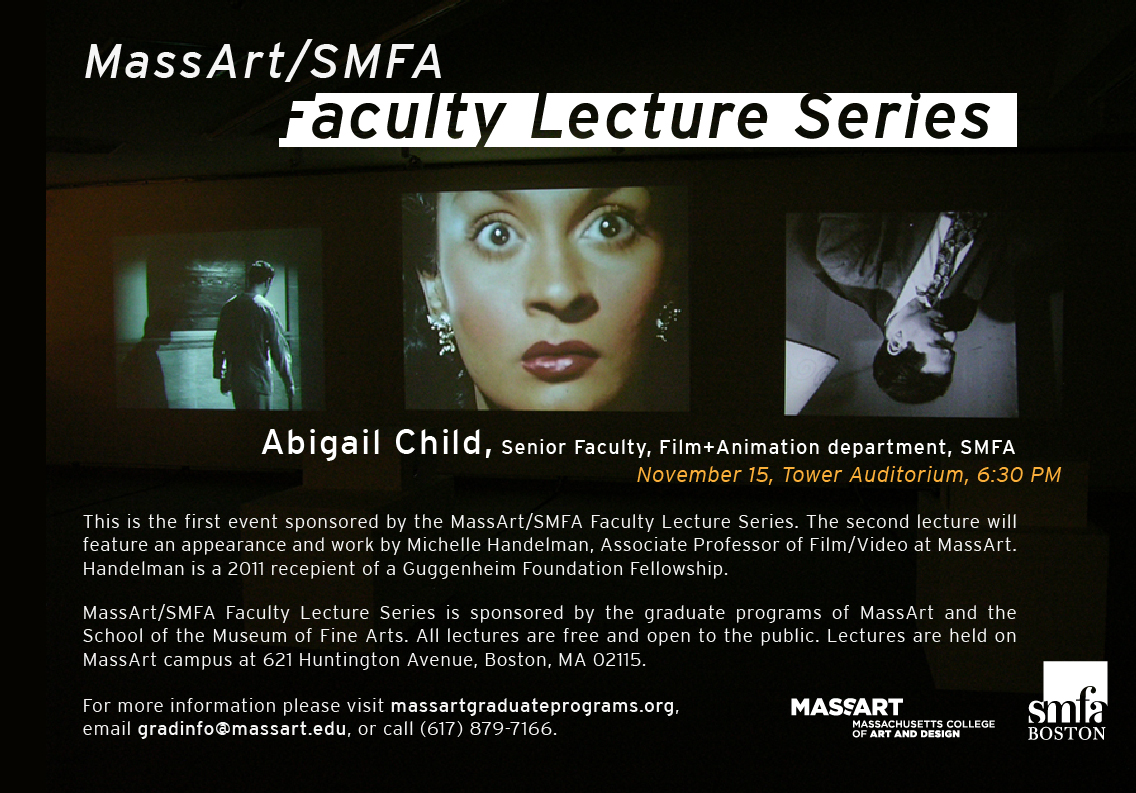 MassArt/SMFA
Faculty Lecture Series
Abigail Child, Senior Faculty, Film+Animation department, SMFA
November 15, Tower Auditorium, 6:30 PM
This is the first event sponsored by the MassArt/SMFA Faculty Lecture Series. The second lecture will
feature an appearance and work by Michelle Handelman, Associate Professor of Film/Video at MassArt.
Handelman is a 2011 recepient of a Guggenheim Foundation Fellowship.
MassArt/SMFA Faculty Lecture Series is sponsored by the graduate programs of MassArt and the
School of the Museum of Fine Arts. All lectures are free and open to the public. Lectures are held on
MassArt campus at 621 Huntington Avenue, Boston, MA 02115.
For more information please visit massartgraduateprograms.org,
email gradinfo@massart.edu, or call (617) 879-7166.
MASSART
MASSACHUSETTS COLLEGE
OF ART AND DESIGN
smfa
BOSTON